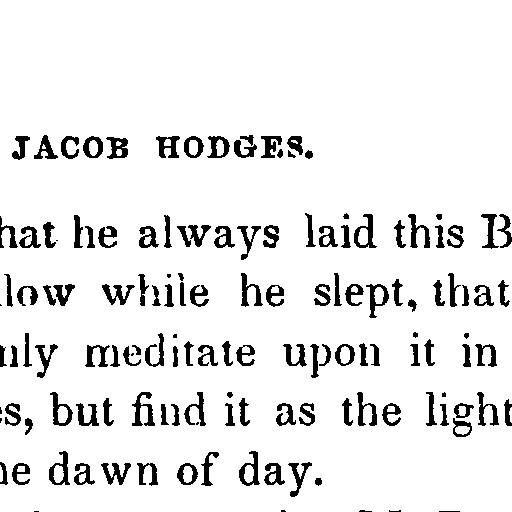 JACOB HODGES.
hat he always laid this B
llow while he slept, that
nly meditate upon it in
es, but find it as the light
he dawn of day.